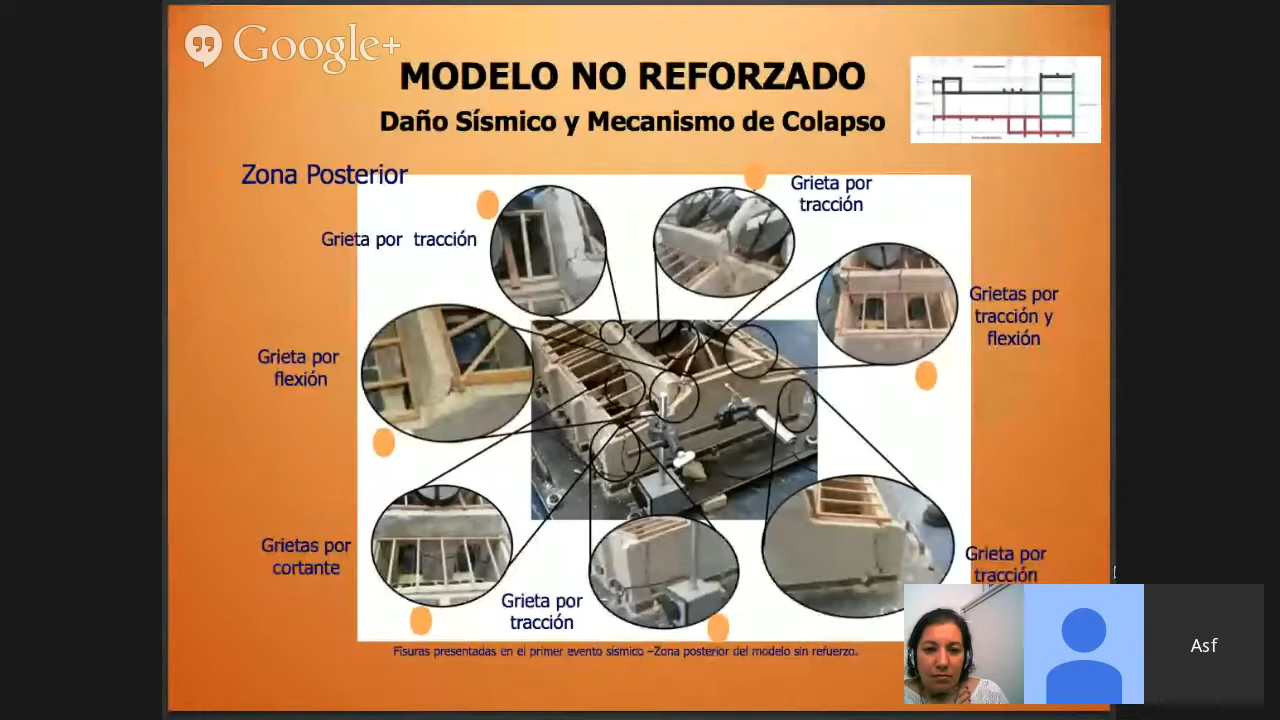 Google+
MODELO NO REFORZADO
Daño Sísmico y Mecanismo de Colapso
Zona Posterior
Grieta por
tracción
Grieta por tracción
Grietas por
tracción y
flexión
Grieta por
flexión
Grietas por
cortante
Grieta por
tracción
Grieta por
tracción
Fisuras presentadas en el primer evento sísmico –Zona posterior del modelo sin refuerzo.
Asf